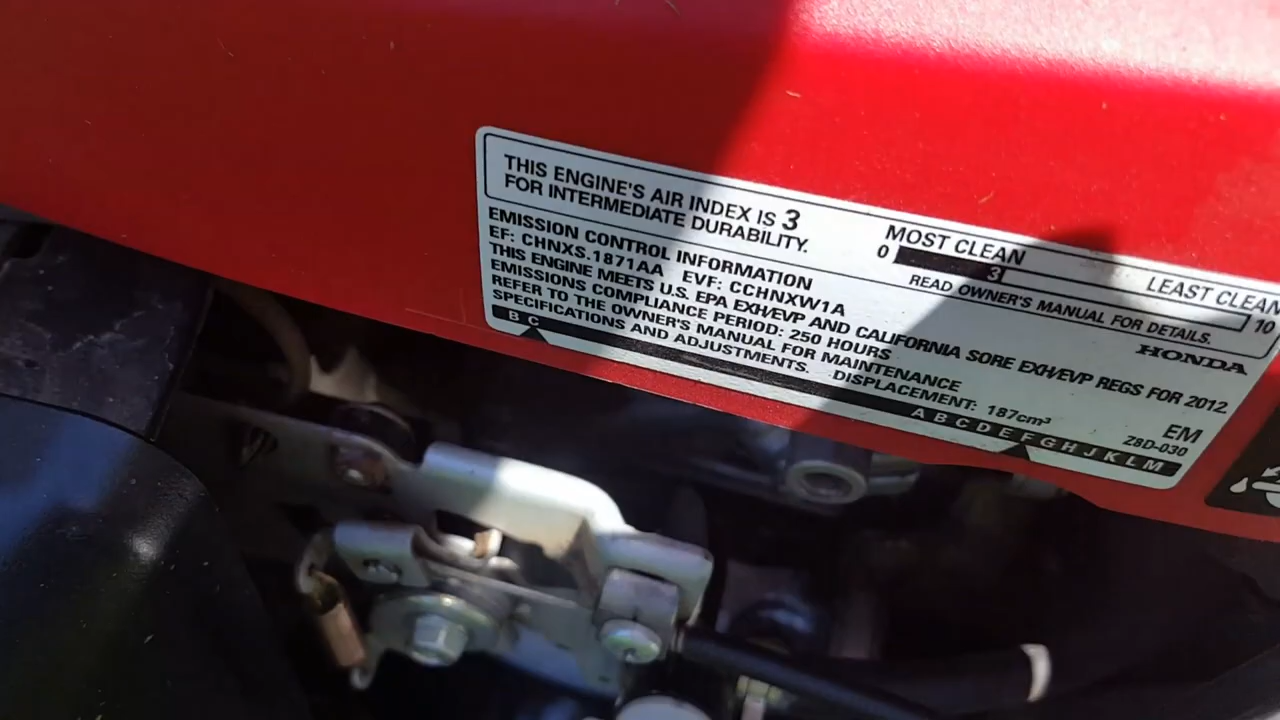 THIS ENGINE'S AIR INDEX IS 3
FOR INTERMEDIATE DURABILITY.
MOST CLEAN
LEAST CLEAN
0
3
10
READ OWNER'S MANUAL FOR DETAILS.
EMISSION CONTROL INFORMATION
HONDA
EF: CHNXS.1871AA EVF: CCHNXW1A
THIS ENGINE MEETS U.S. EPA EXH/EVP AND CALIFORNIA SORE EXH/EVP REGS FOR 2012
EMISSIONS COMPLIANCE PERIOD: 250 HOURS
REFER TO THE OWNER'S MANUAL FOR MAINTENANCE
SPECIFICATIONS AND ADJUSTMENTS. DISPLACEMENT: 187cm³
EM
Z8D-030
B C
A B C D E F G H J K L M